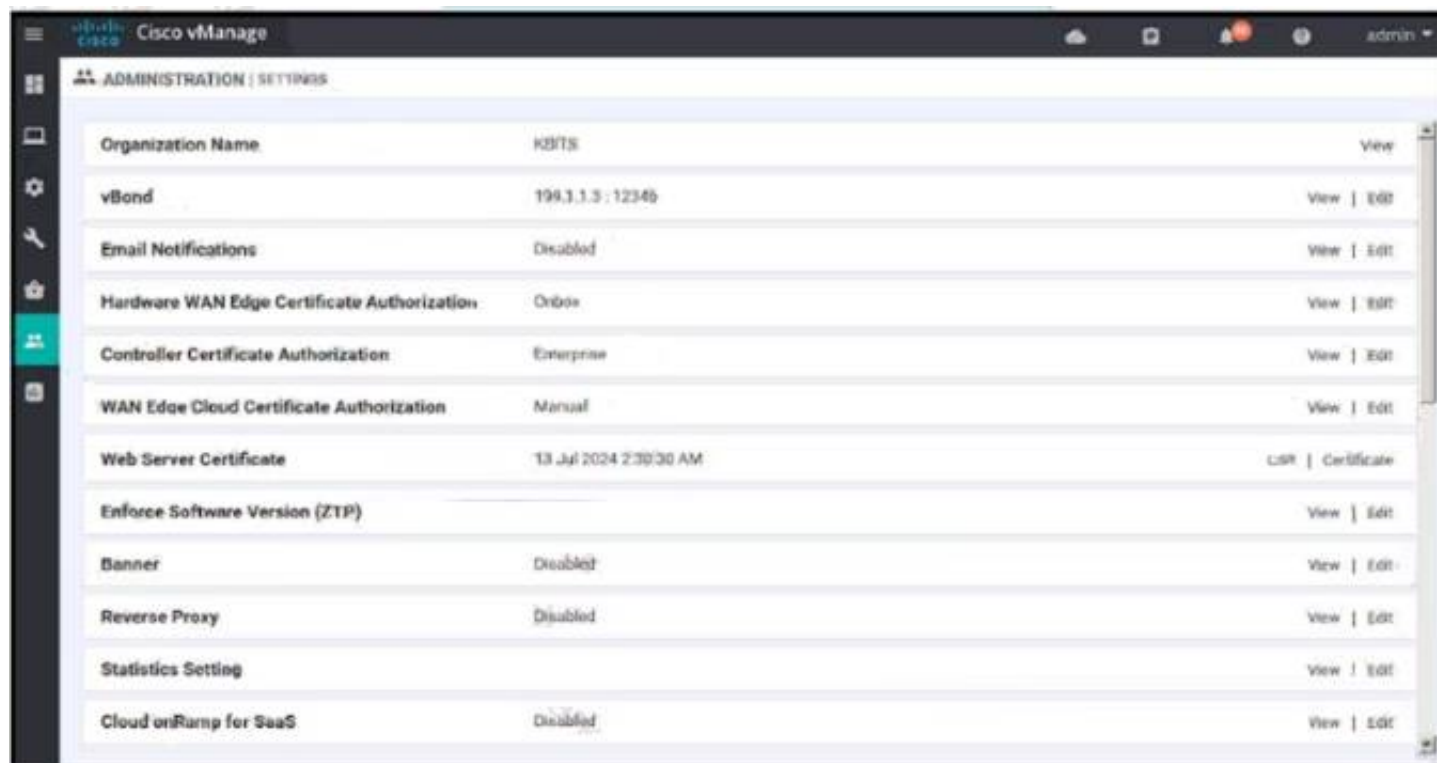 CISCO Cisco vManage admin
ADMINISTRATION | SETTINGS
Organization Name KBITS View
vBond 199.1.1.3 : 12346 View | Edit
Email Notifications Disabled View | Edit
Hardware WAN Edge Certificate Authorization Onbox View | Edit
Controller Certificate Authorization Enterprise View | Edit
WAN Edge Cloud Certificate Authorization Manual View | Edit
Web Server Certificate 13 Jul 2024 2:30:30 AM CSR | Certificate
Enforce Software Version (ZTP) View | Edit
Banner Disabled View | Edit
Reverse Proxy Disabled View | Edit
Statistics Setting View | Edit
Cloud onRamp for SaaS Disabled View | Edit